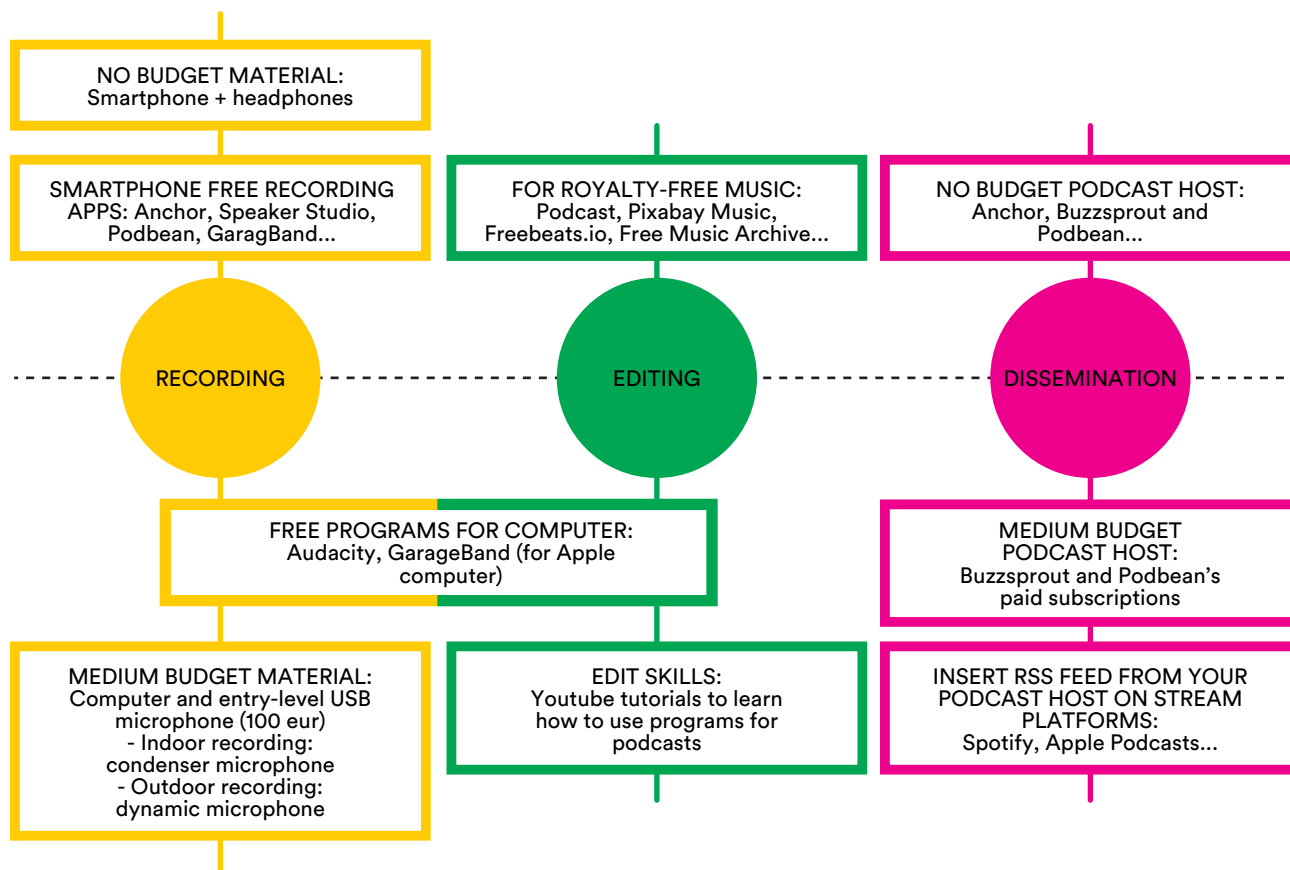 NO BUDGET MATERIAL:
Smartphone + headphones
SMARTPHONE FREE RECORDING
APPS: Anchor, Speaker Studio,
Podbean, GaragBand...
FOR ROYALTY-FREE MUSIC:
Podcast, Pixabay Music,
Freebeats.io, Free Music Archive...
NO BUDGET PODCAST HOST:
Anchor, Buzzsprout and
Podbean...
RECORDING
EDITING
DISSEMINATION
FREE PROGRAMS FOR COMPUTER:
Audacity, GarageBand (for Apple
computer)
MEDIUM BUDGET
PODCAST HOST:
Buzzsprout and Podbean’s
paid subscriptions
MEDIUM BUDGET MATERIAL:
Computer and entry-level USB
microphone (100 eur)
- Indoor recording:
condenser microphone
- Outdoor recording:
dynamic microphone
EDIT SKILLS:
Youtube tutorials to learn
how to use programs for
podcasts
INSERT RSS FEED FROM YOUR
PODCAST HOST ON STREAM
PLATFORMS:
Spotify, Apple Podcasts...